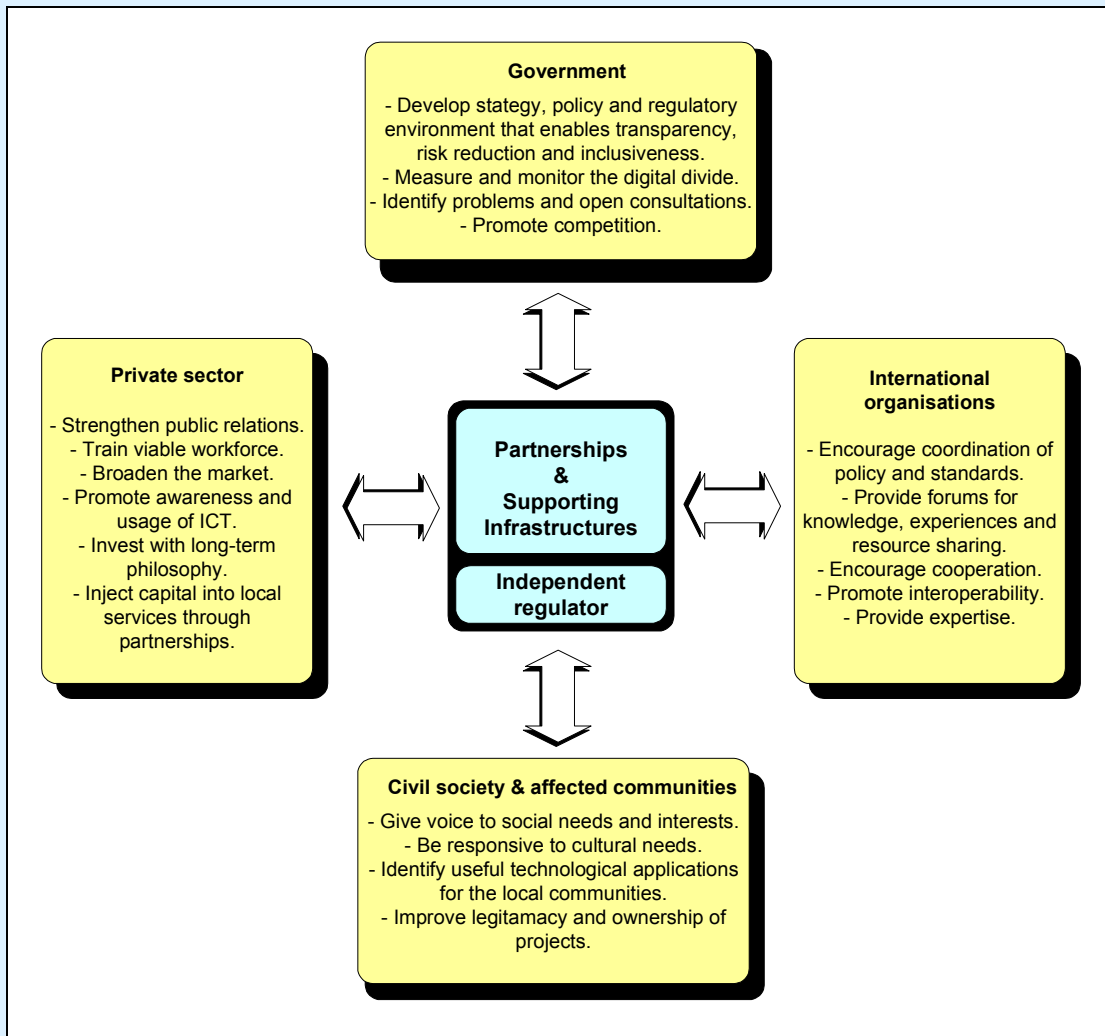 Government
- Develop stategy, policy and regulatory
environment that enables transparency,
risk reduction and inclusiveness.
- Measure and monitor the digital divide.
- Identify problems and open consultations.
- Promote competition.
Private sector
- Strengthen public relations.
- Train viable workforce.
- Broaden the market.
- Promote awareness and
usage of ICT.
- Invest with long-term
philosophy.
- Inject capital into local
services through
partnerships.
Partnerships
&
Supporting
Infrastructures
Independent
regulator
International
organisations
- Encourage coordination of
policy and standards.
- Provide forums for
knowledge, experiences and
resource sharing.
- Encourage cooperation.
- Promote interoperability.
- Provide expertise.
Civil society & affected communities
- Give voice to social needs and interests.
- Be responsive to cultural needs.
- Identify useful technological applications
for the local communities.
- Improve legitamacy and ownership of
projects.